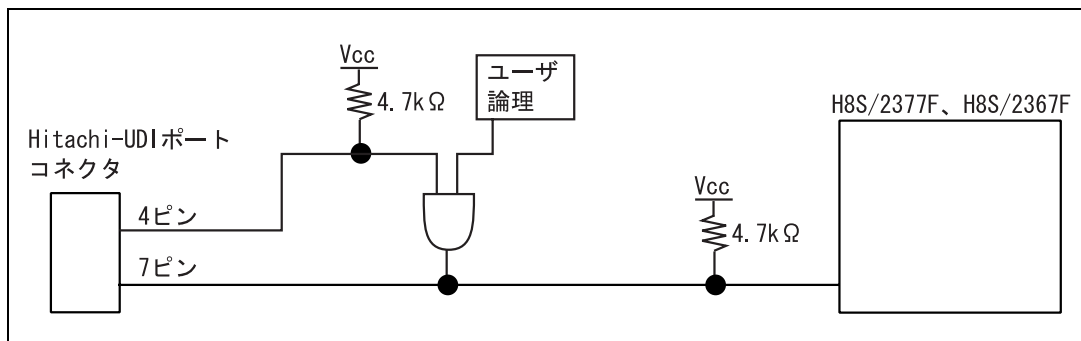 Vcc
4.7kΩ
ユーザ
論理
H8S/2377F、H8S/2367F
Hitachi-UDIポート
コネクタ
4ピン
Vcc
4.7kΩ
7ピン